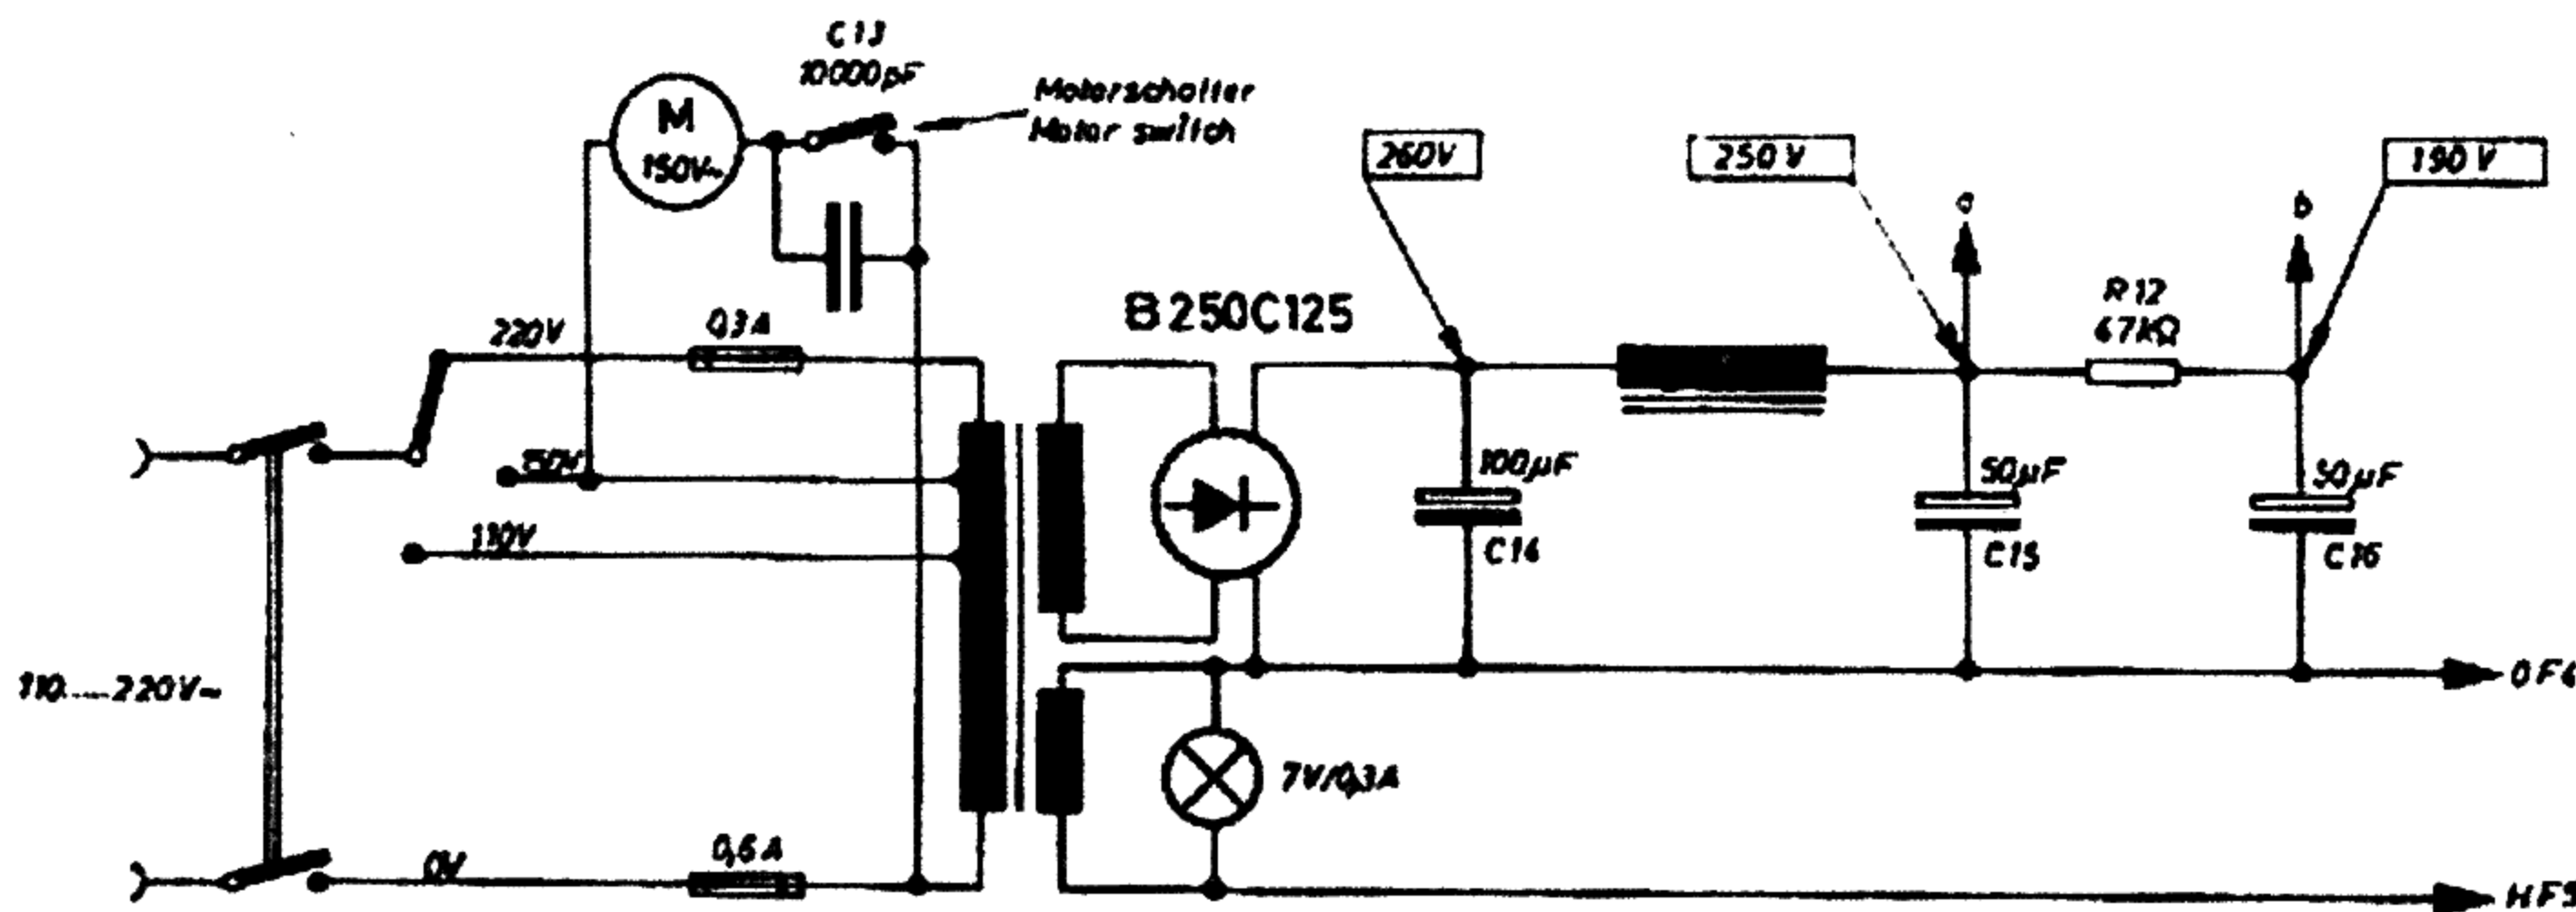 C13
10000pF
Motorschalter
Motor switch
M
150V~
260V
250V
190V
a
b
B250C125
R12
47kΩ
220V
0,3A
150V
110V
100µF
50µF
50µF
C14
C15
C16
110....220V~
7V/0,3A
0V
0,6A